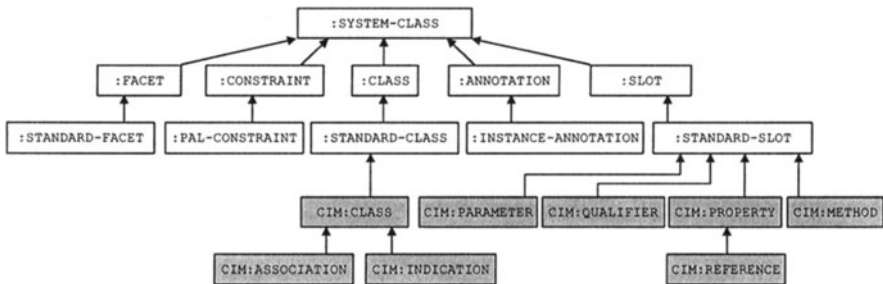 :SYSTEM-CLASS
:FACET
:CONSTRAINT
:CLASS
:ANNOTATION
:SLOT
:STANDARD-FACET
:PAL-CONSTRAINT
:STANDARD-CLASS
:INSTANCE-ANNOTATION
:STANDARD-SLOT
CIM:CLASS
CIM:PARAMETER
CIM:QUALIFIER
CIM:PROPERTY
CIM:METHOD
CIM:ASSOCIATION
CIM:INDICATION
CIM:REFERENCE